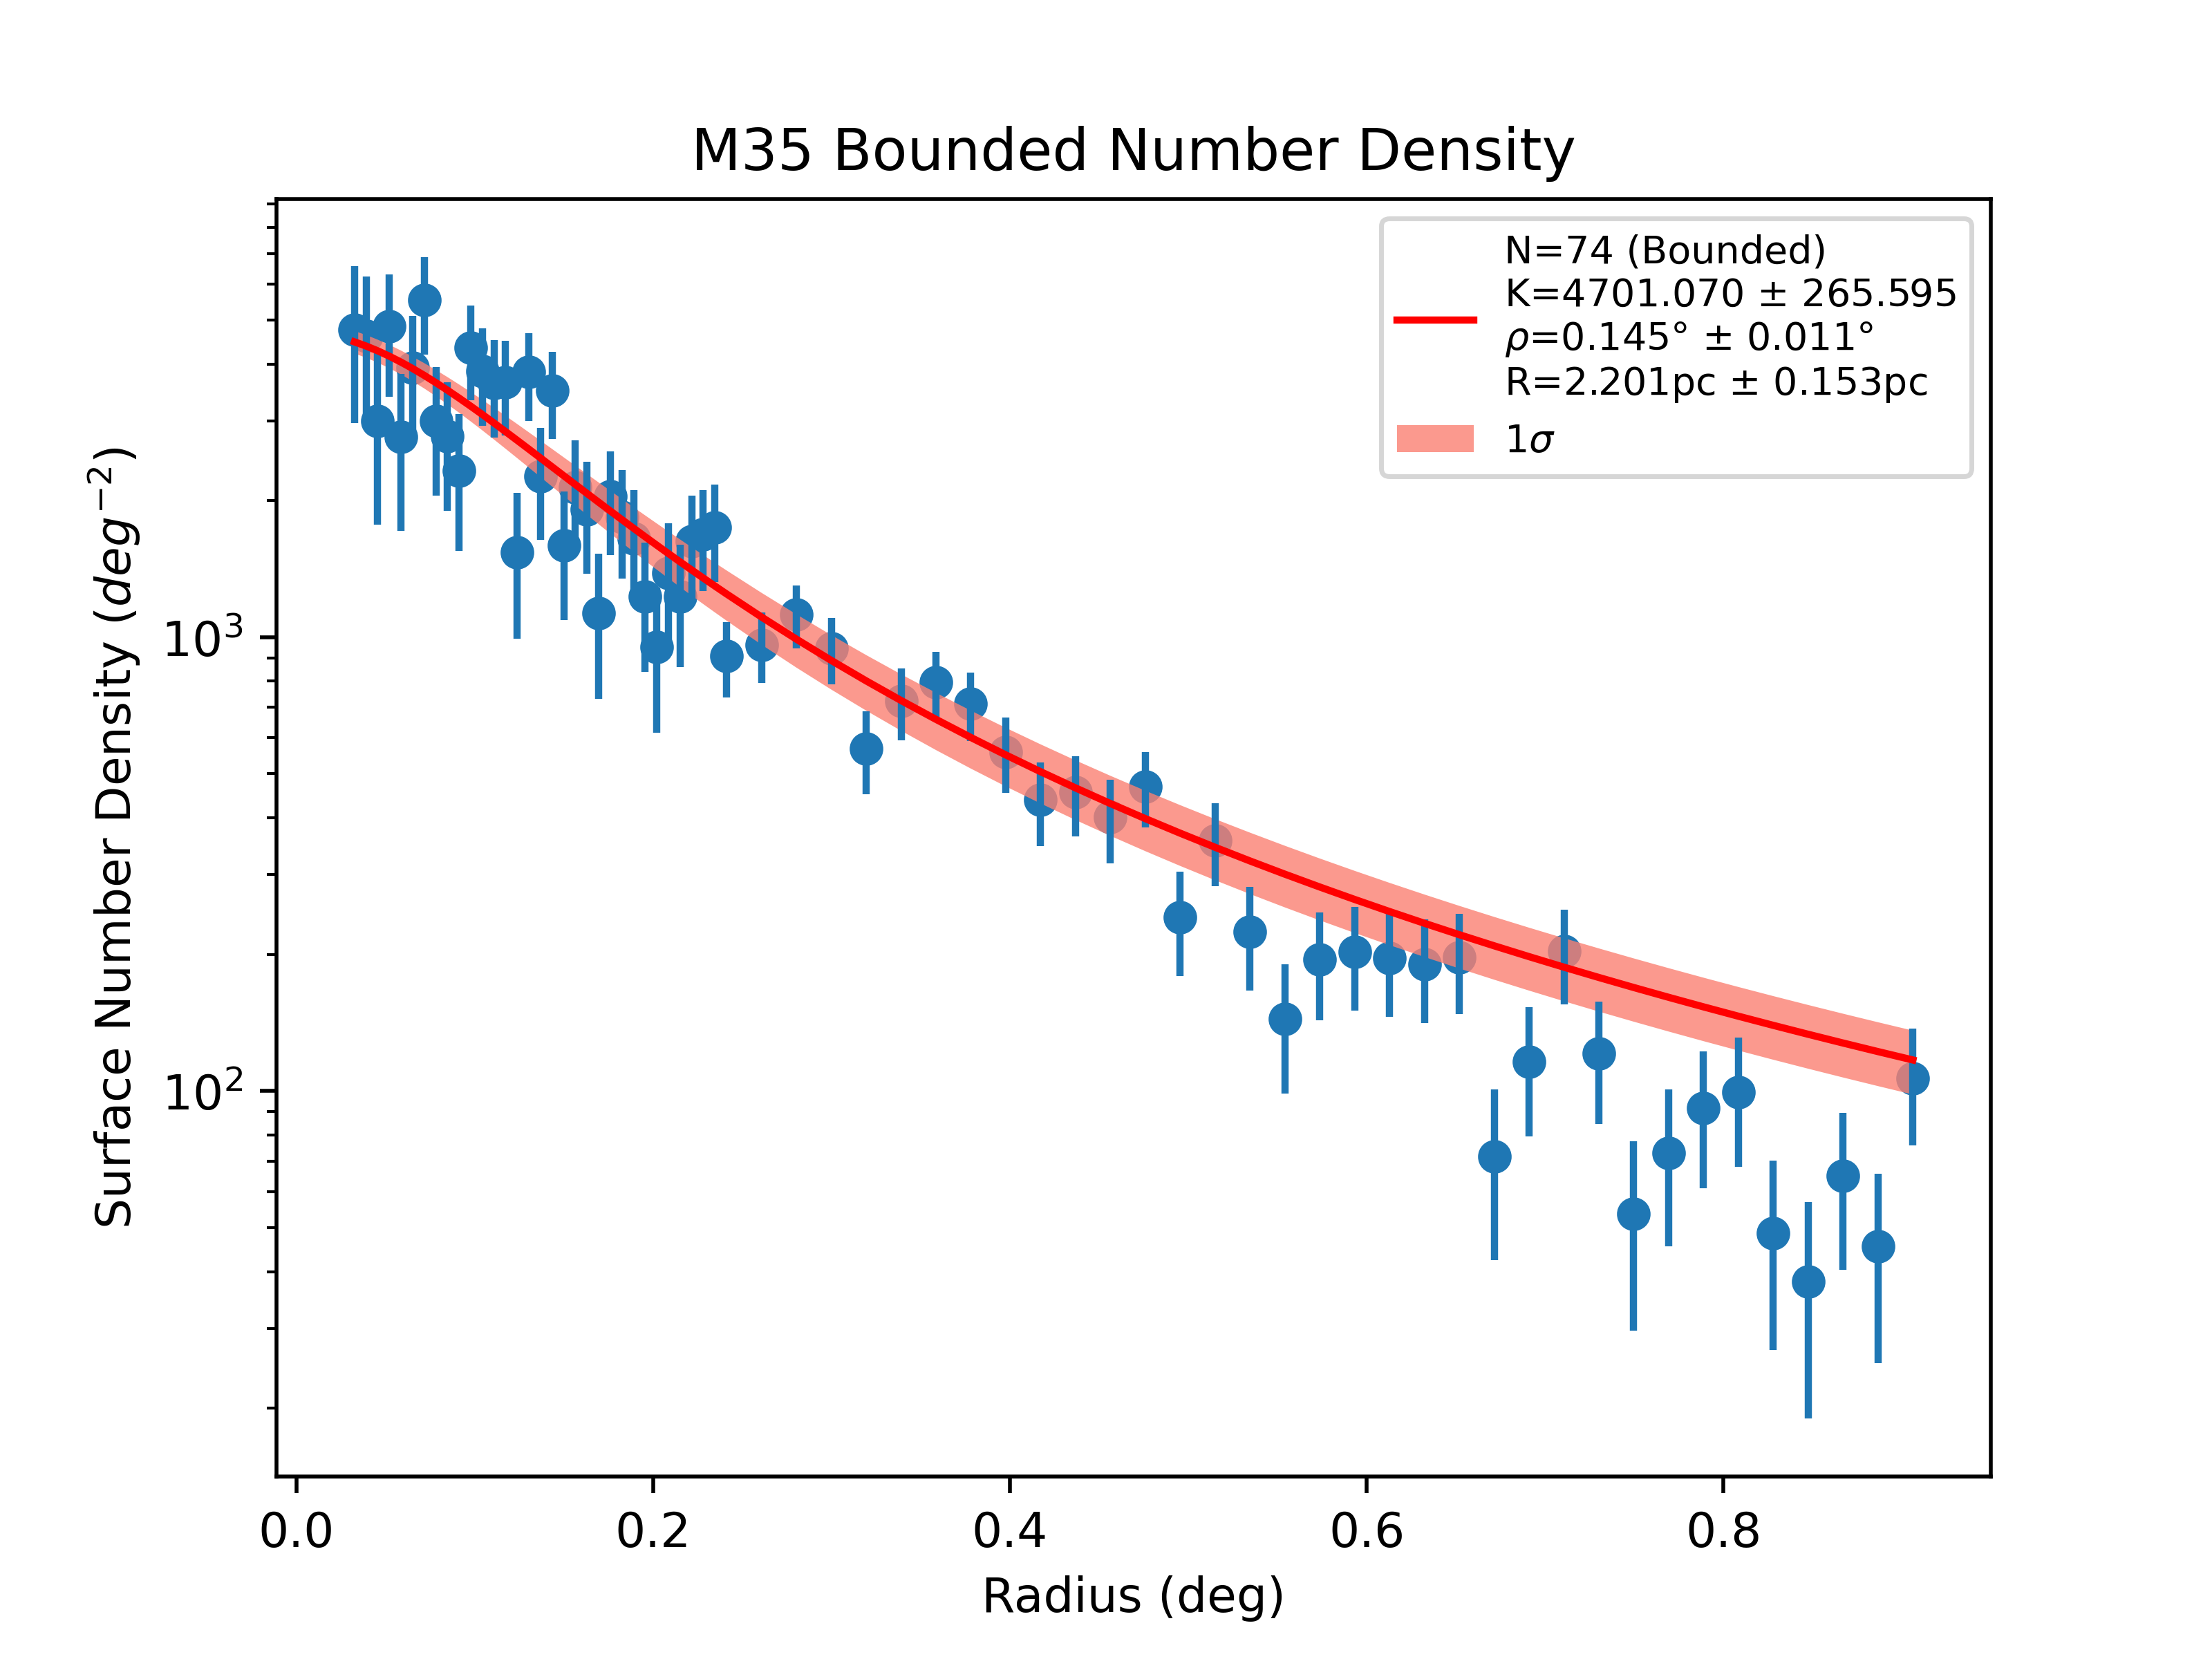 M35 Bounded Number Density
N=74 (Bounded)
K=4701.070 ± 265.595
ρ=0.145° ± 0.011°
R=2.201pc ± 0.153pc
1σ
Surface Number Density (deg⁻²)
10³
10²
0.0 0.2 0.4 0.6 0.8
Radius (deg)